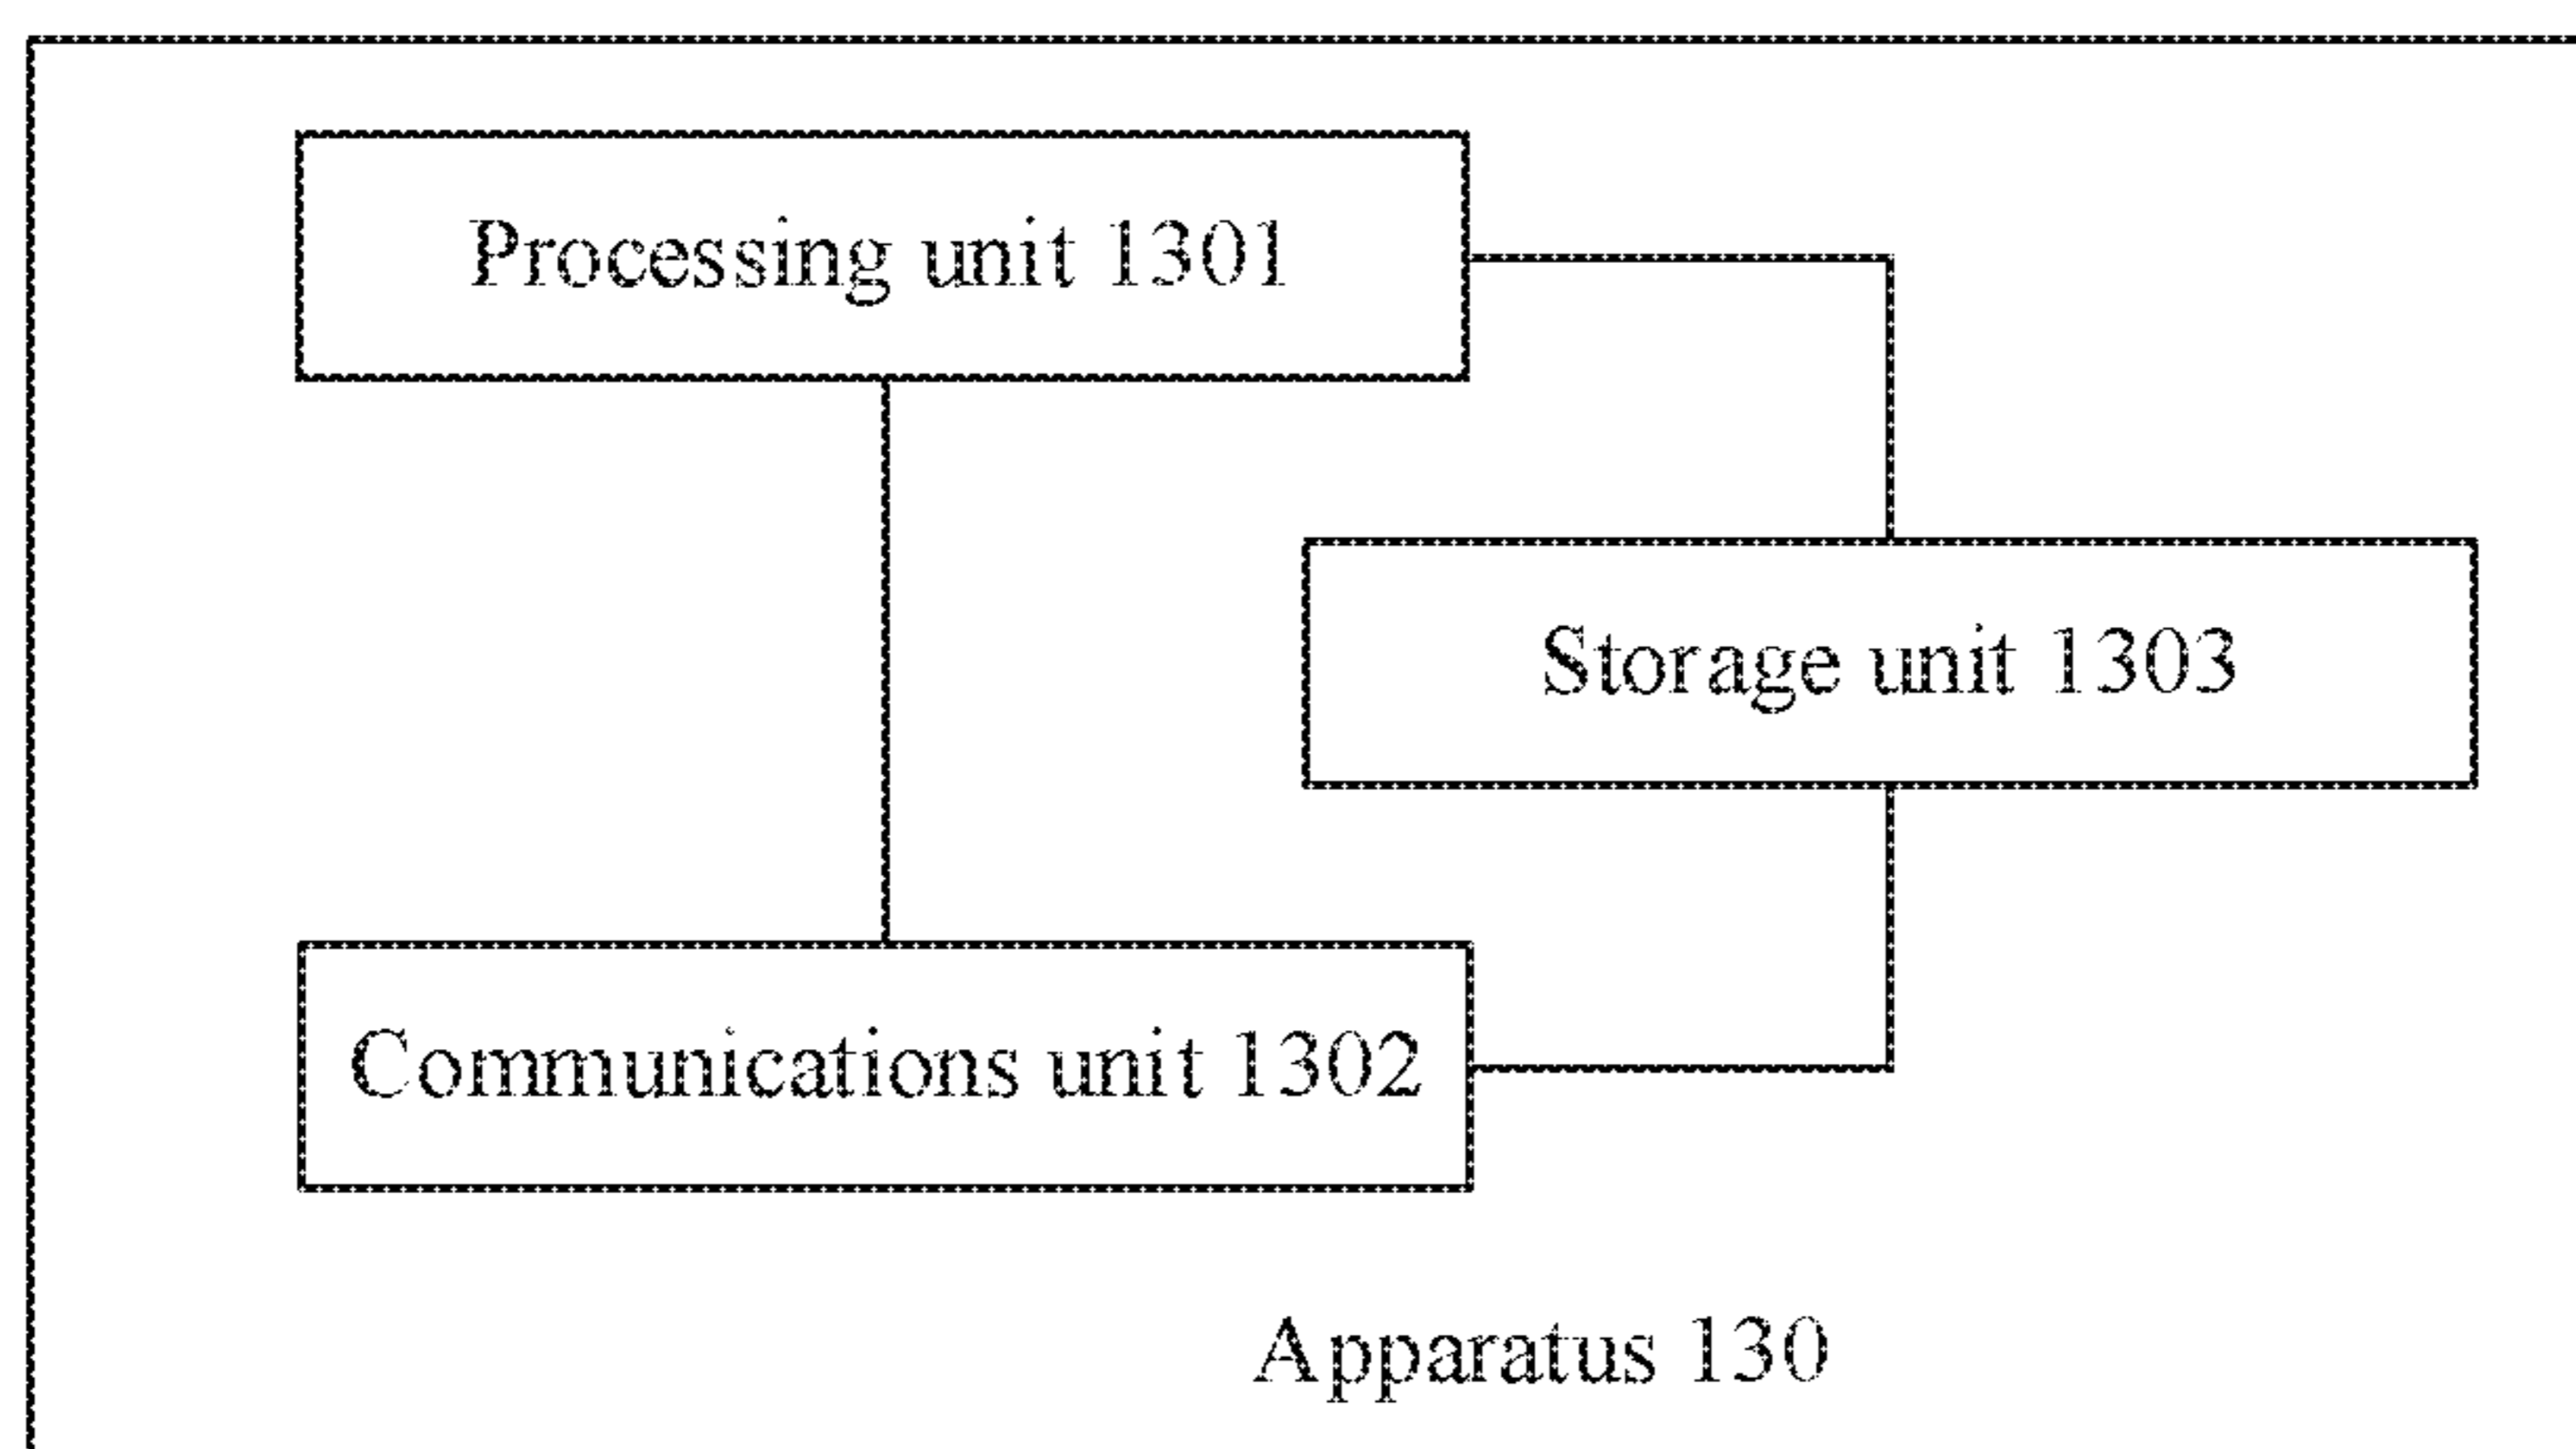 Processing unit 1301
Storage unit 1303
Communications unit 1302
Apparatus 130